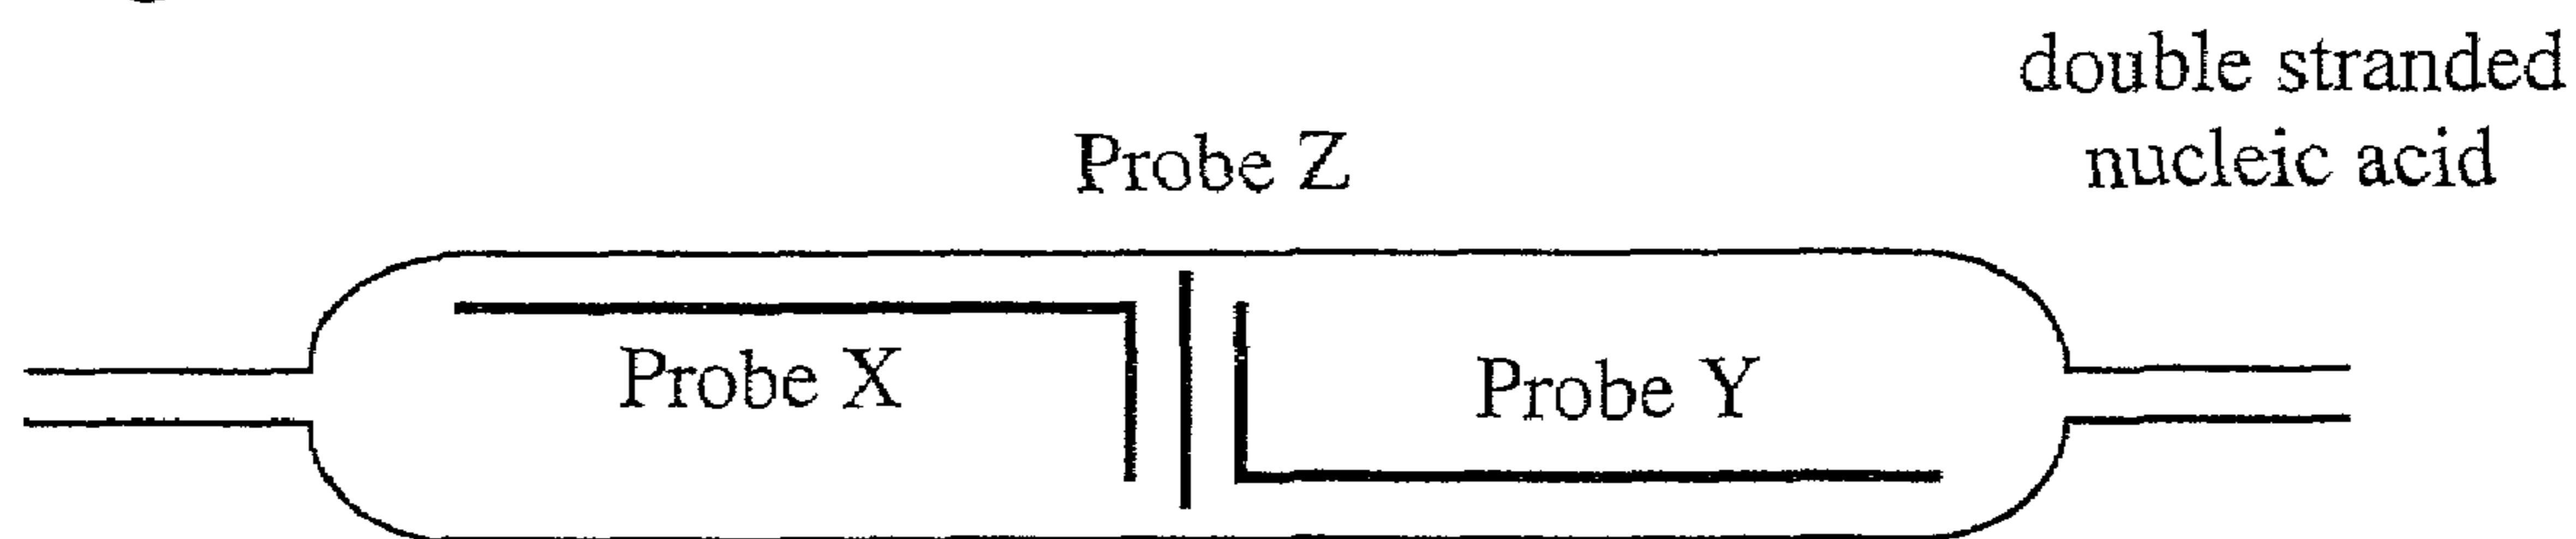 double stranded
nucleic acid
Probe Z
Probe X
Probe Y